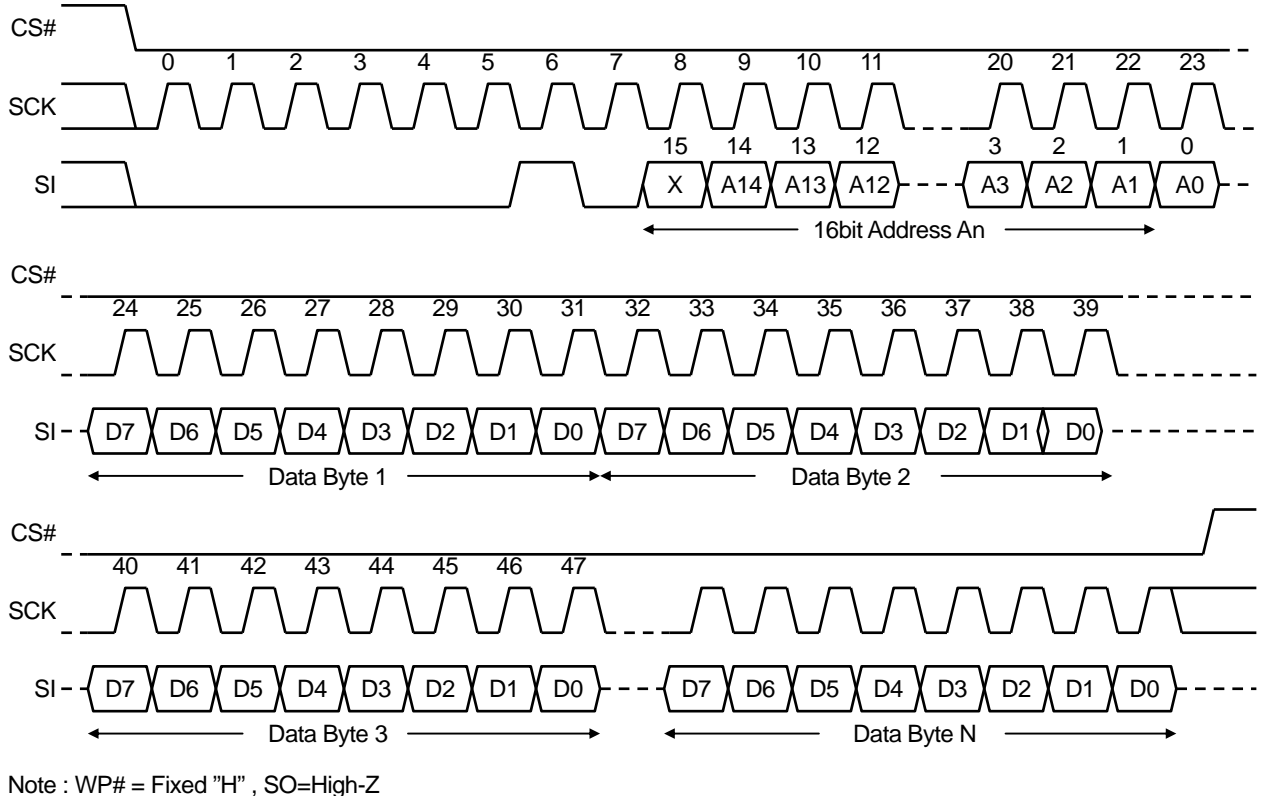 CS#
0 1 2 3 4 5 6 7 8 9 10 11 20 21 22 23
SCK
15 14 13 12 3 2 1 0
SI X A14 A13 A12 A3 A2 A1 A0
16bit Address An
CS#
24 25 26 27 28 29 30 31 32 33 34 35 36 37 38 39
SCK
SI D7 D6 D5 D4 D3 D2 D1 D0 D7 D6 D5 D4 D3 D2 D1 D0
Data Byte 1 Data Byte 2
CS#
40 41 42 43 44 45 46 47
SCK
SI D7 D6 D5 D4 D3 D2 D1 D0 D7 D6 D5 D4 D3 D2 D1 D0
Data Byte 3 Data Byte N
Note : WP# = Fixed ”H” , SO=High-Z